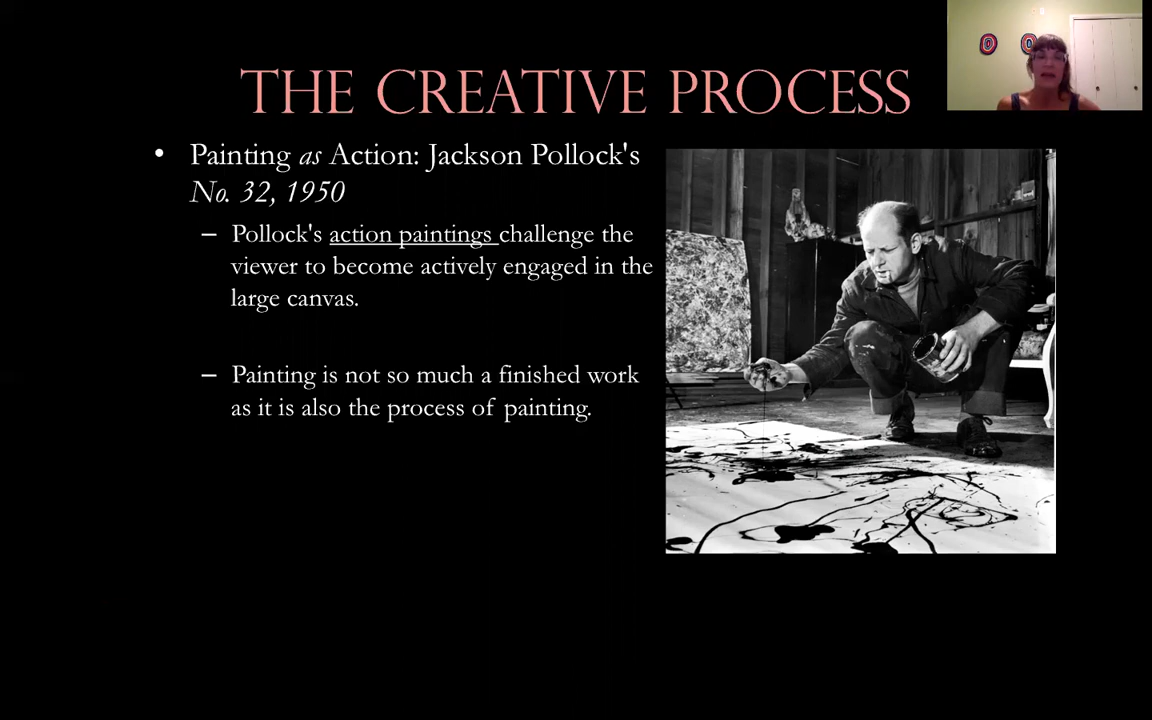 THE CREATIVE PROCESS
• Painting as Action: Jackson Pollock's
No. 32, 1950
– Pollock's action paintings challenge the
viewer to become actively engaged in the
large canvas.
– Painting is not so much a finished work
as it is also the process of painting.